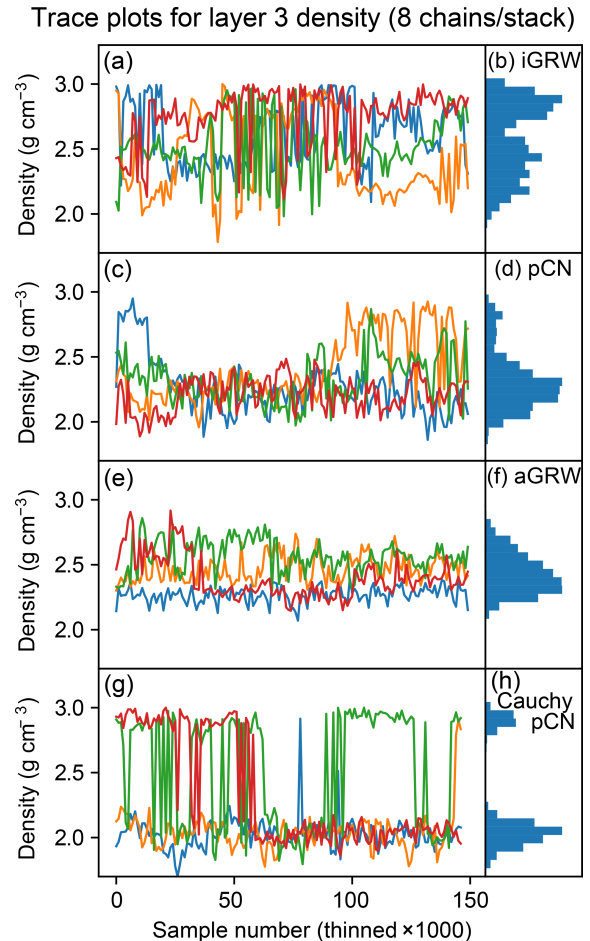 Trace plots for layer 3 density (8 chains/stack)
(a)
(b) iGRW
3.0
2.5
2.0
Density (g cm⁻³)
(c)
(d) pCN
3.0
2.5
2.0
Density (g cm⁻³)
(e)
(f) aGRW
3.0
2.5
2.0
Density (g cm⁻³)
(g)
(h)
Cauchy
pCN
3.0
2.5
2.0
Density (g cm⁻³)
0 50 100 150
Sample number (thinned ×1000)